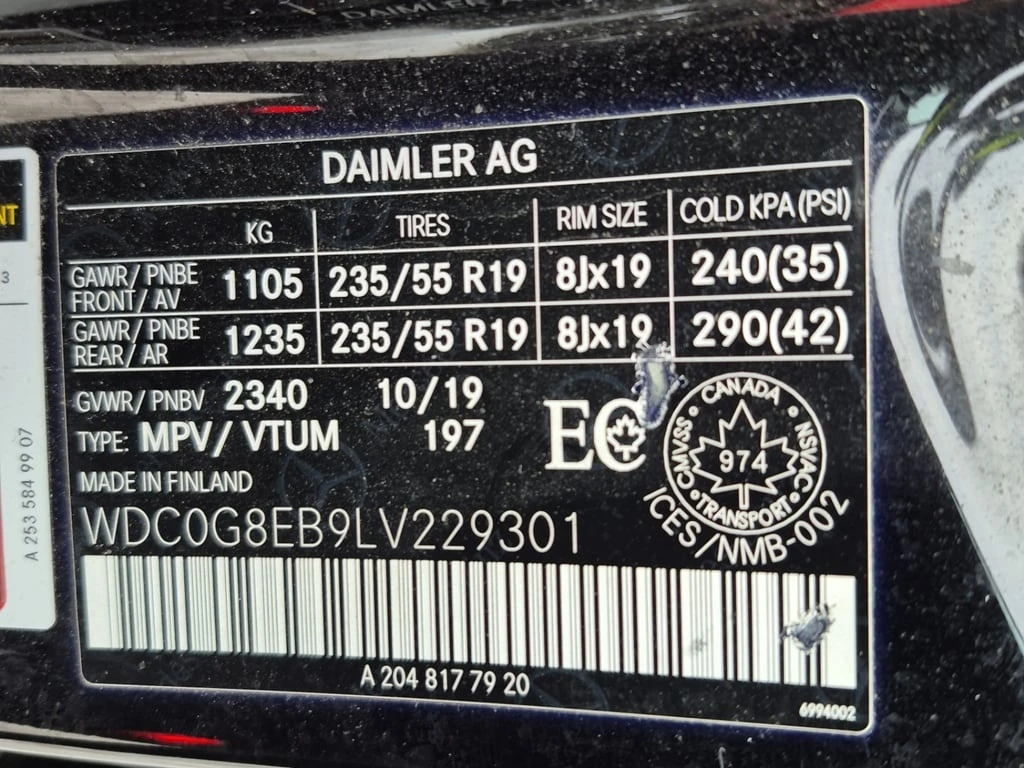 DAIMLER AG
KG TIRES RIM SIZE COLD KPA (PSI)
GAWR/ PNBE FRONT/ AV 1105 235/55 R19 8Jx19 240(35)
GAWR/ PNBE REAR/ AR 1235 235/55 R19 8Jx19 290(42)
GVWR/ PNBV 2340 10/19
TYPE: MPV/ VTUM 197
MADE IN FINLAND
WDC0G8EB9LV229301
EC
CANADA
974
CMVSS
NSVAC
TRANSPORT
ICES/NMB-002
A 204 817 79 20
6994002
NT
3
A 253 584 99 07
DAIMLER A